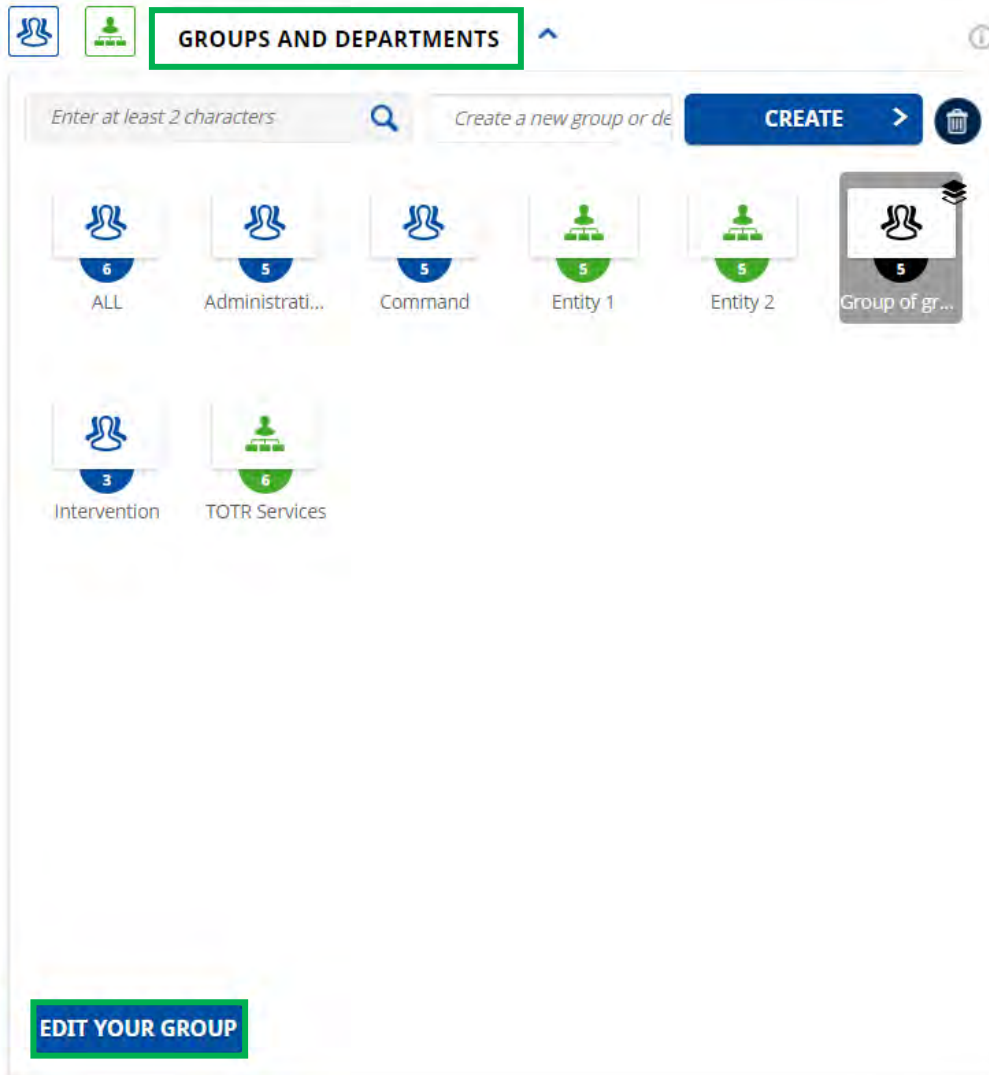 GROUPS AND DEPARTMENTS
Enter at least 2 characters
Create a new group or de
CREATE
6
5
5
5
5
5
ALL
Administrati...
Command
Entity 1
Entity 2
Group of gr...
3
6
Intervention
TOTR Services
EDIT YOUR GROUP